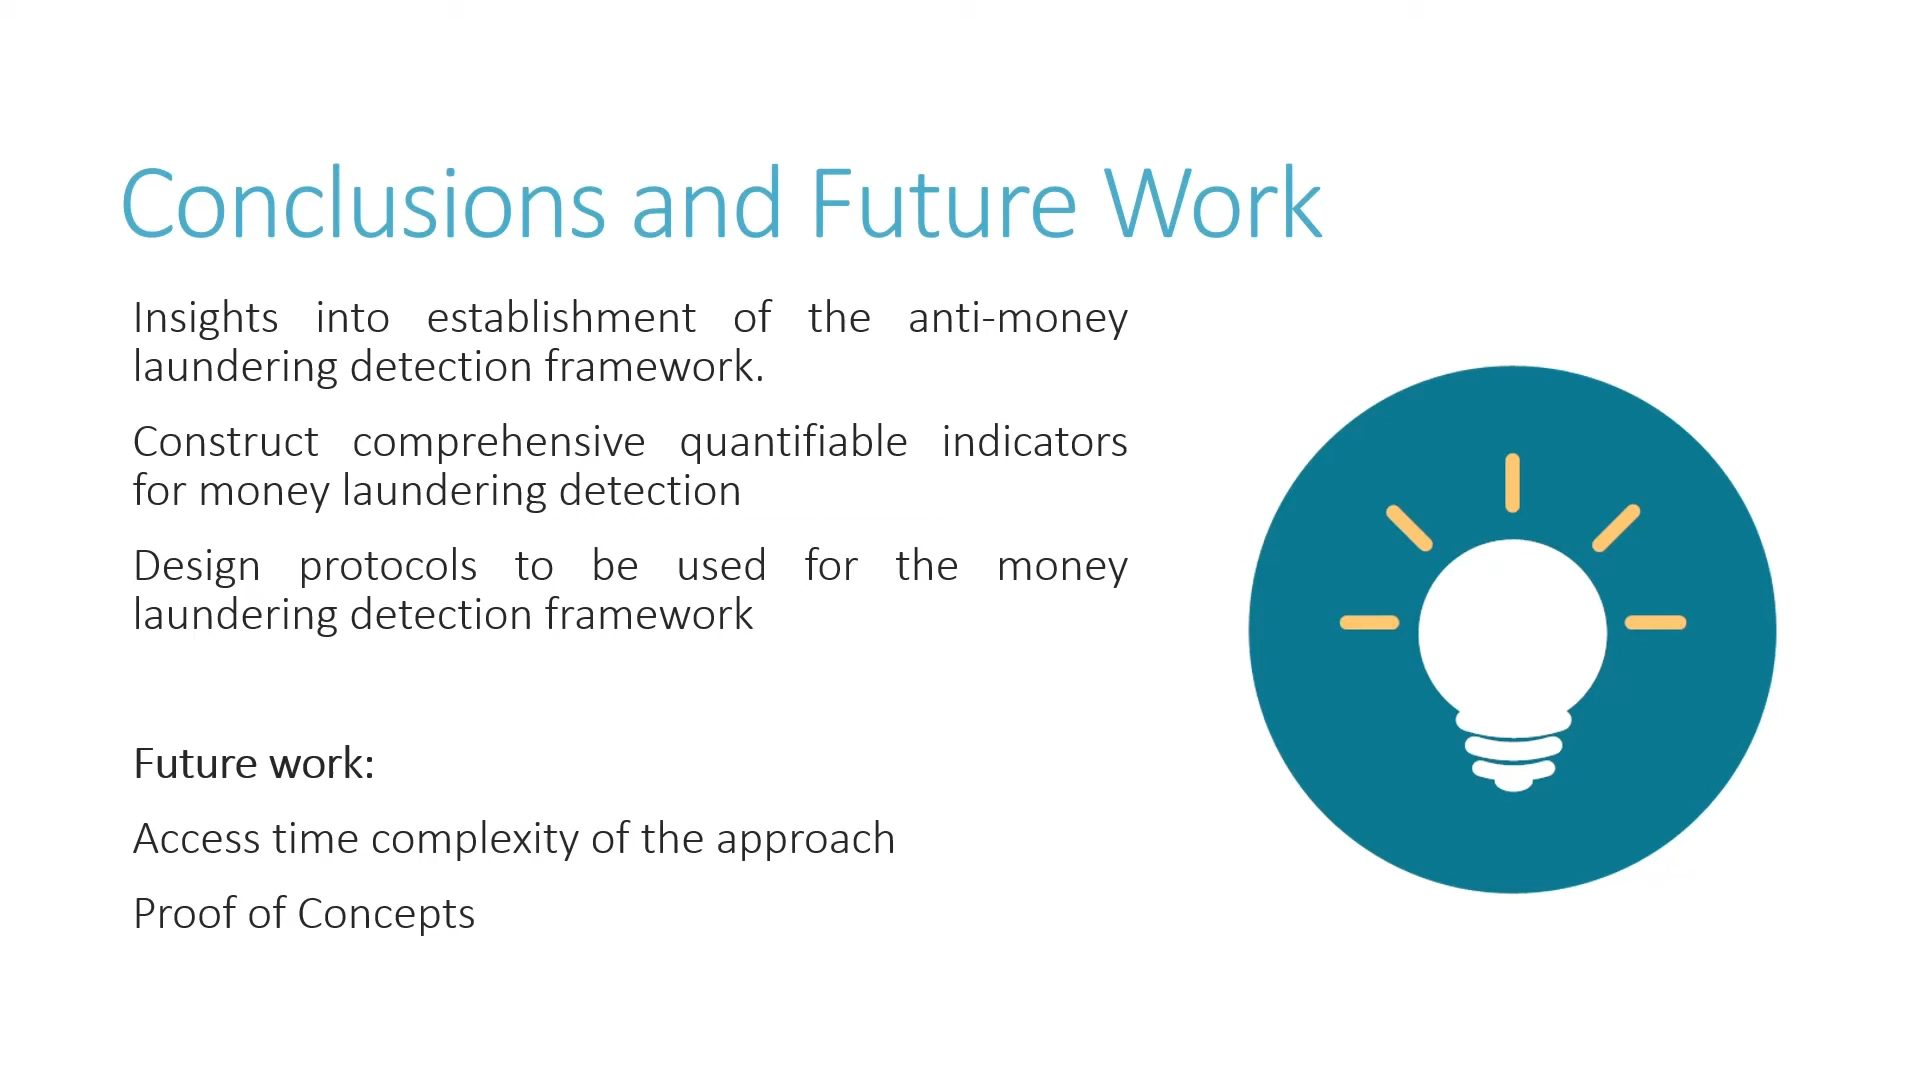 Conclusions and Future Work
Insights into establishment of the anti-money
laundering detection framework.
Construct comprehensive quantifiable indicators
for money laundering detection
Design protocols to be used for the money
laundering detection framework
Future work:
Access time complexity of the approach
Proof of Concepts